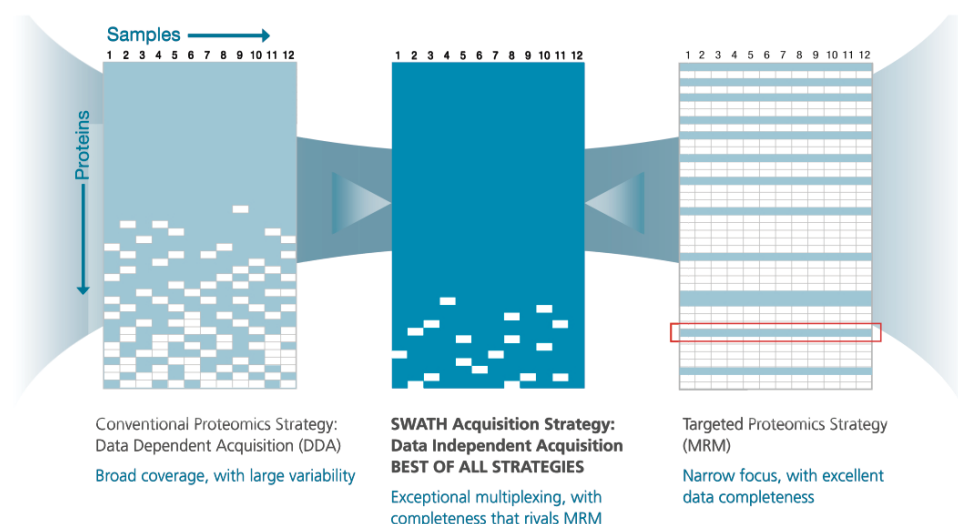 Samples
1 2 3 4 5 6 7 8 9 10 11 12
1 2 3 4 5 6 7 8 9 10 11 12
1 2 3 4 5 6 7 8 9 10 11 12
Proteins
Conventional Proteomics Strategy:
Data Dependent Acquisition (DDA)
Broad coverage, with large variability
SWATH Acquisition Strategy:
Data Independent Acquisition
BEST OF ALL STRATEGIES
Exceptional multiplexing, with
completeness that rivals MRM
Targeted Proteomics Strategy
(MRM)
Narrow focus, with excellent
data completeness